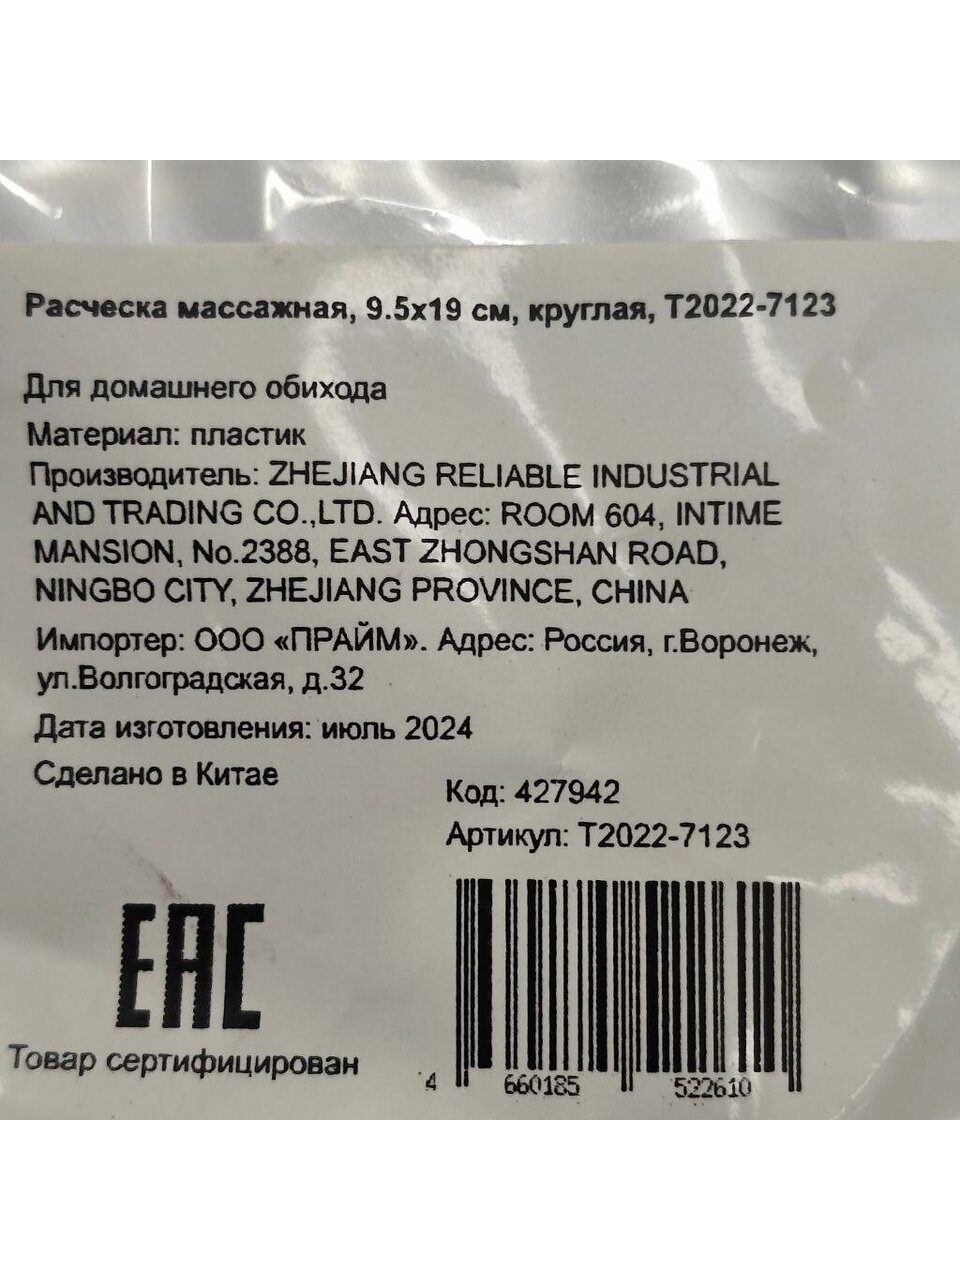 Расческа массажная, 9.5х19 см, круглая, Т2022-7123
Для домашнего обихода
Материал: пластик
Производитель: ZHEJIANG RELIABLE INDUSTRIAL
AND TRADING CO.,LTD. Адрес: ROOM 604, INTIME
MANSION, No.2388, EAST ZHONGSHAN ROAD,
NINGBO CITY, ZHEJIANG PROVINCE, CHINA
Импортер: ООО «ПРАЙМ». Адрес: Россия, г.Воронеж,
ул.Волгоградская, д.32
Дата изготовления: июль 2024
Сделано в Китае
Код: 427942
Артикул: Т2022-7123
EAC
Товар сертифицирован
4 660185 522610